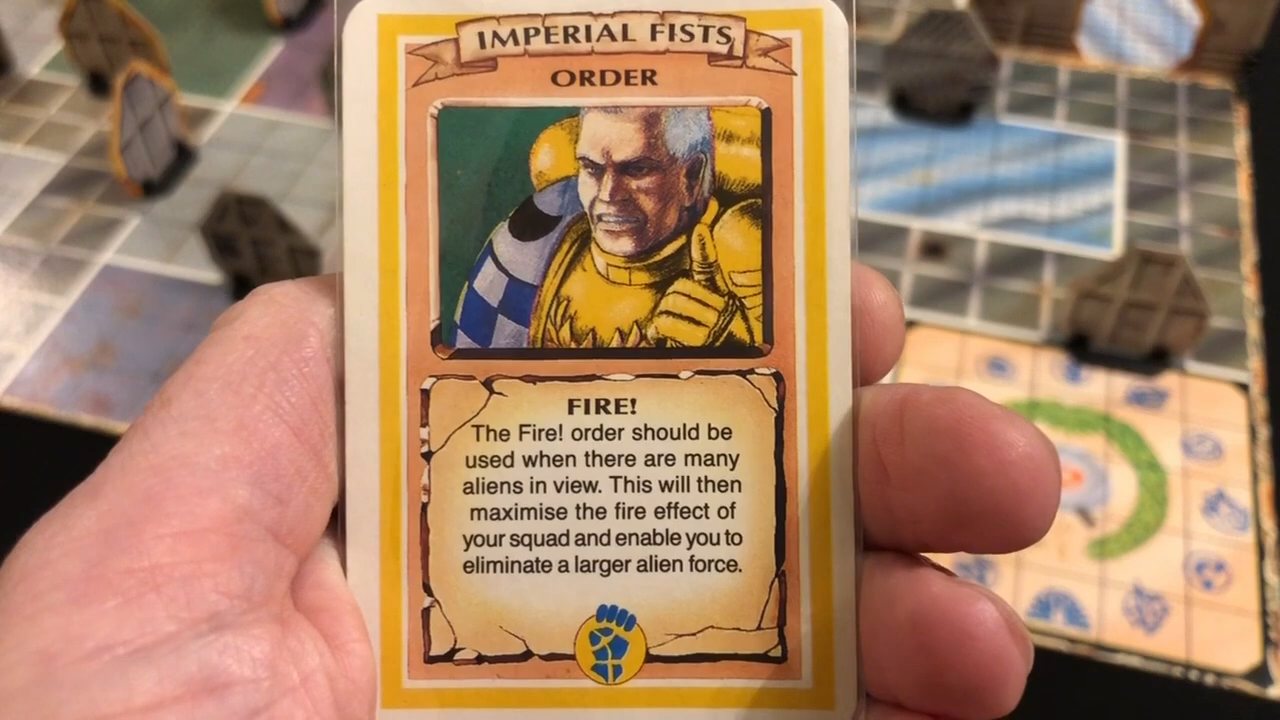 IMPERIAL FISTS
ORDER
FIRE!
The Fire! order should be
used when there are many
aliens in view. This will then
maximise the fire effect of
your squad and enable you to
eliminate a larger alien force.